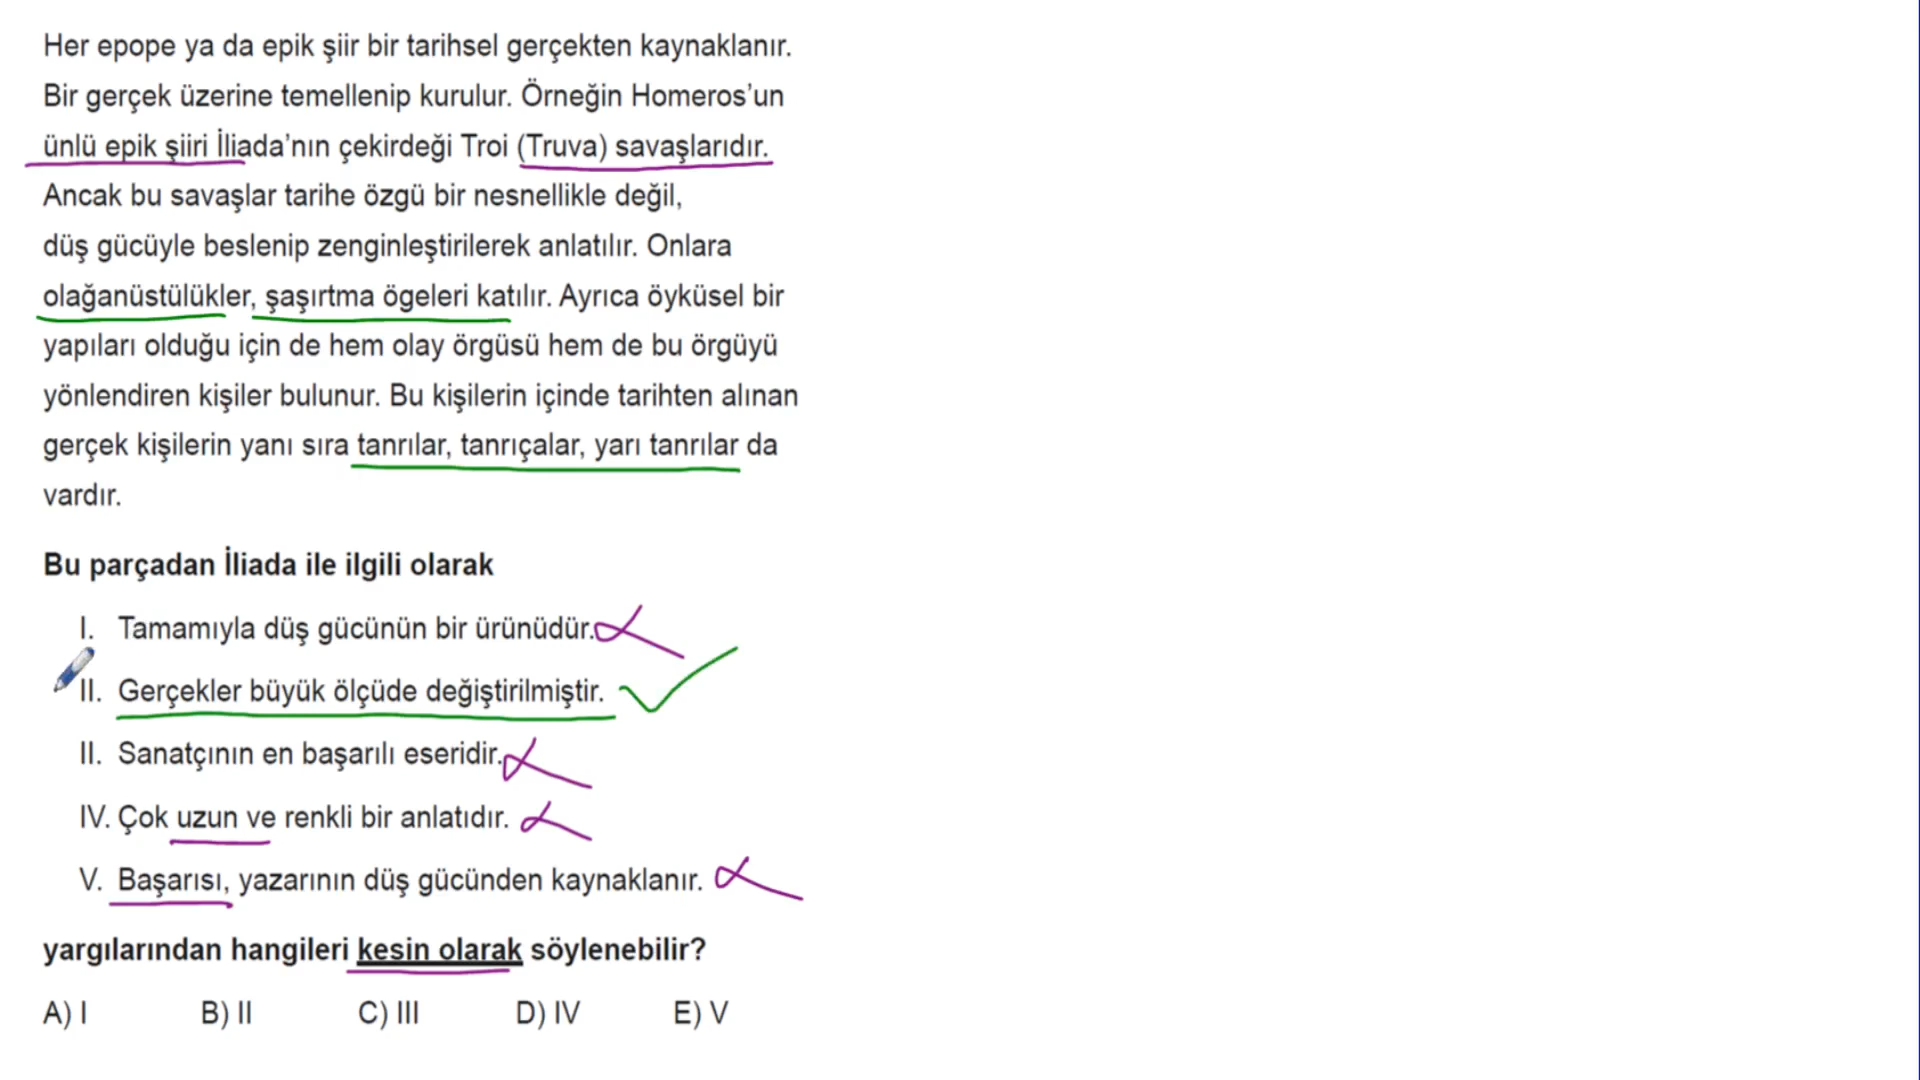 Her epope ya da epik şiir bir tarihsel gerçekten kaynaklanır.
Bir gerçek üzerine temellenip kurulur. Örneğin Homeros’un
ünlü epik şiiri İliada’nın çekirdeği Troi (Truva) savaşlarıdır.
Ancak bu savaşlar tarihe özgü bir nesnellikle değil,
düş gücüyle beslenip zenginleştirilerek anlatılır. Onlara
olağanüstülükler, şaşırtma ögeleri katılır. Ayrıca öyküsel bir
yapıları olduğu için de hem olay örgüsü hem de bu örgüyü
yönlendiren kişiler bulunur. Bu kişilerin içinde tarihten alınan
gerçek kişilerin yanı sıra tanrılar, tanrıçalar, yarı tanrılar da
vardır.
Bu parçadan İliada ile ilgili olarak
I. Tamamıyla düş gücünün bir ürünüdür.
II. Gerçekler büyük ölçüde değiştirilmiştir.
II. Sanatçının en başarılı eseridir.
IV. Çok uzun ve renkli bir anlatıdır.
V. Başarısı, yazarının düş gücünden kaynaklanır.
yargılarından hangileri kesin olarak söylenebilir?
A) I B) II C) III D) IV E) V